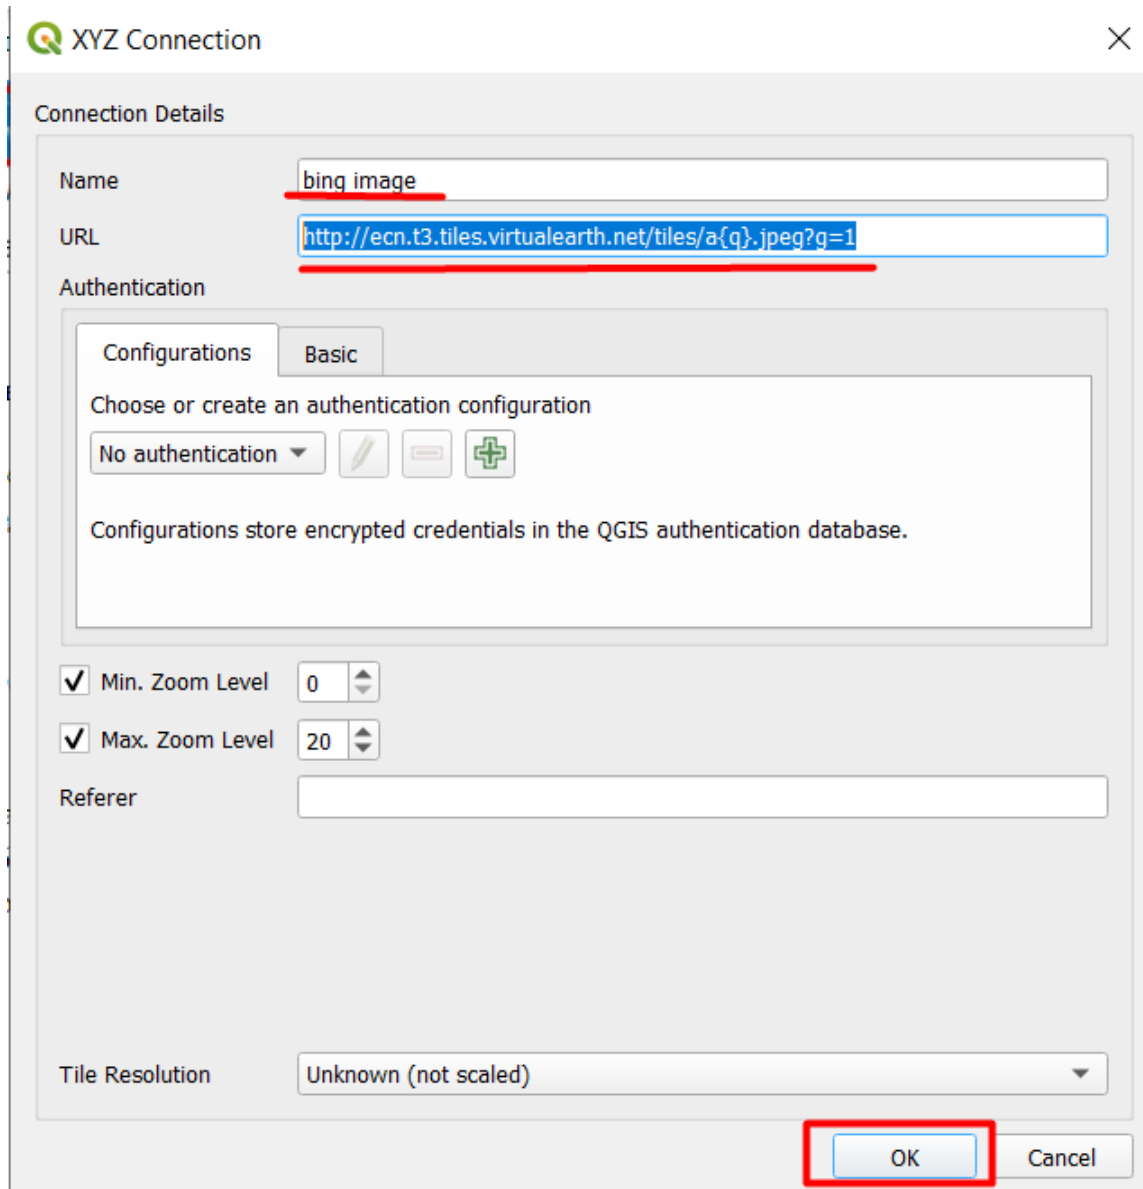 XYZ Connection
Connection Details
Name bing image
URL http://ecn.t3.tiles.virtualearth.net/tiles/a{q}.jpeg?g=1
Authentication
Configurations Basic
Choose or create an authentication configuration
No authentication
Configurations store encrypted credentials in the QGIS authentication database.
Min. Zoom Level 0
Max. Zoom Level 20
Referer
Tile Resolution Unknown (not scaled)
OK Cancel